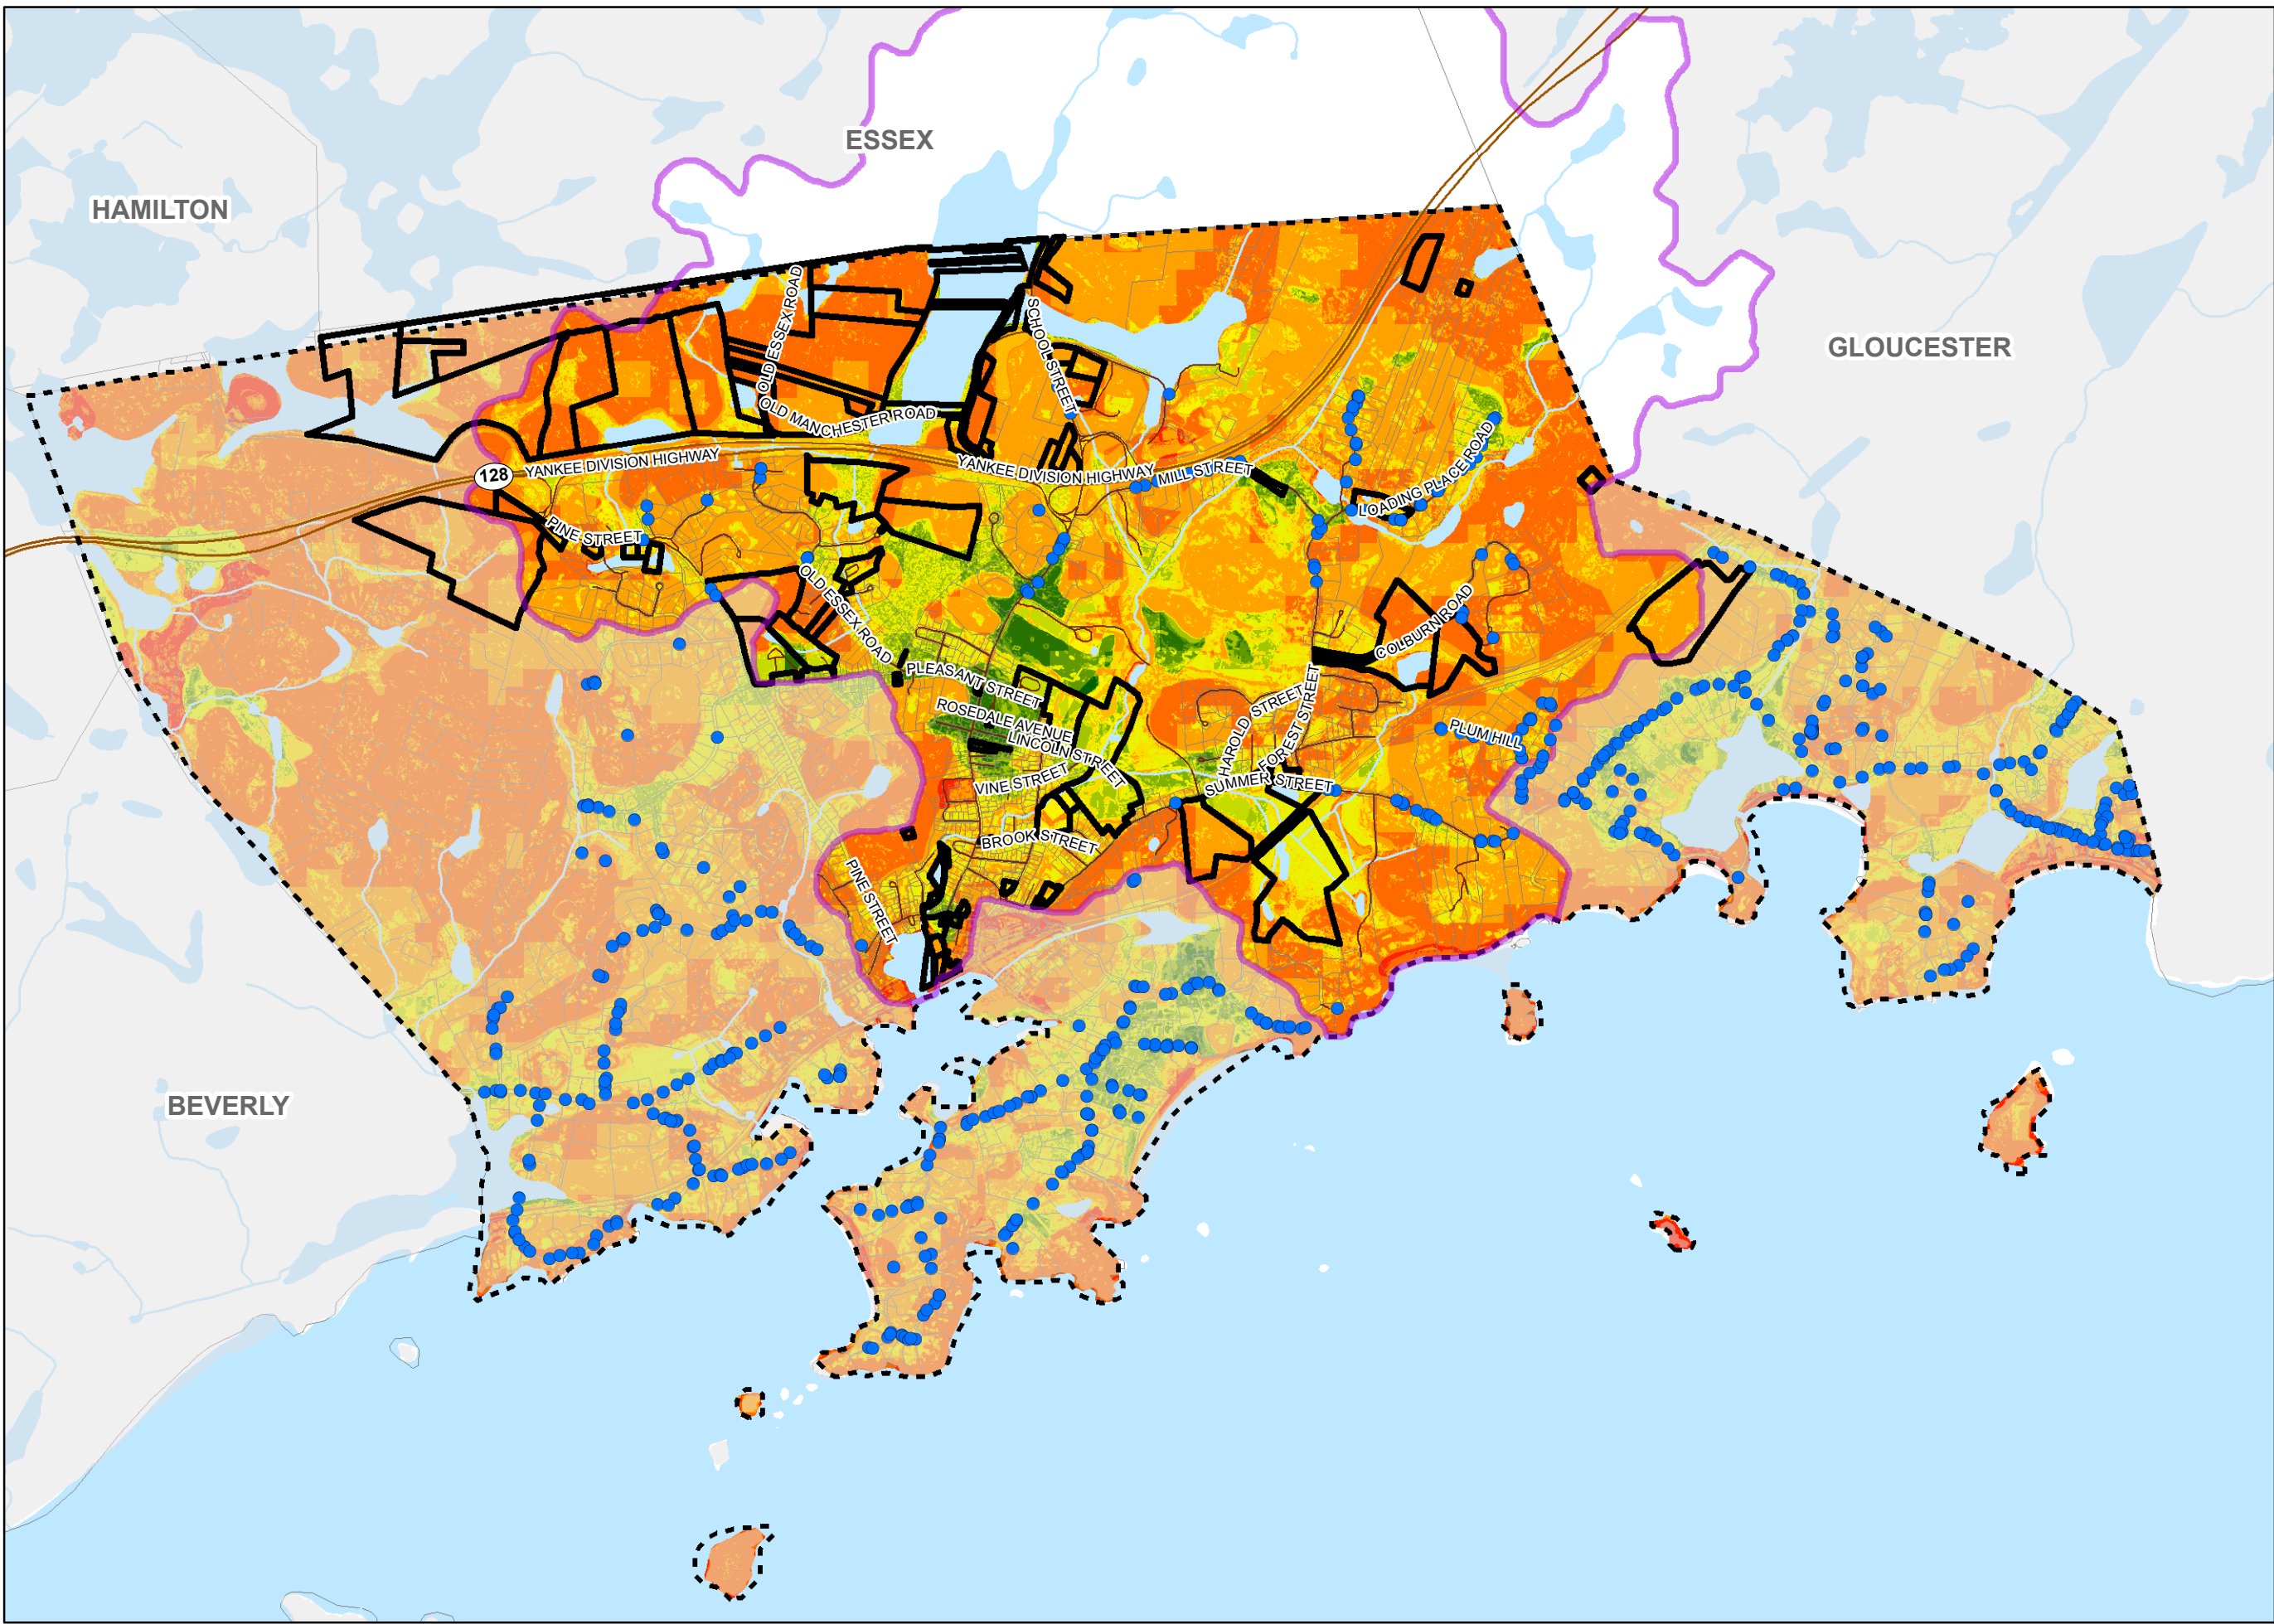 ESSEX
HAMILTON
GLOUCESTER
OLD ESSEX ROAD
SCHOOL STREET
OLD MANCHESTER ROAD
128
YANKEE DIVISION HIGHWAY
YANKEE DIVISION HIGHWAY
MILL STREET
LOADING PLACE ROAD
PINE STREET
OLD ESSEX ROAD
COLBURN ROAD
PLEASANT STREET
ROSEDALE AVENUE
LINCOLN STREET
HAROLD STREET
FOREST STREET
PLUM HILL
VINE STREET
SUMMER STREET
BROOK STREET
PINE STREET
BEVERLY